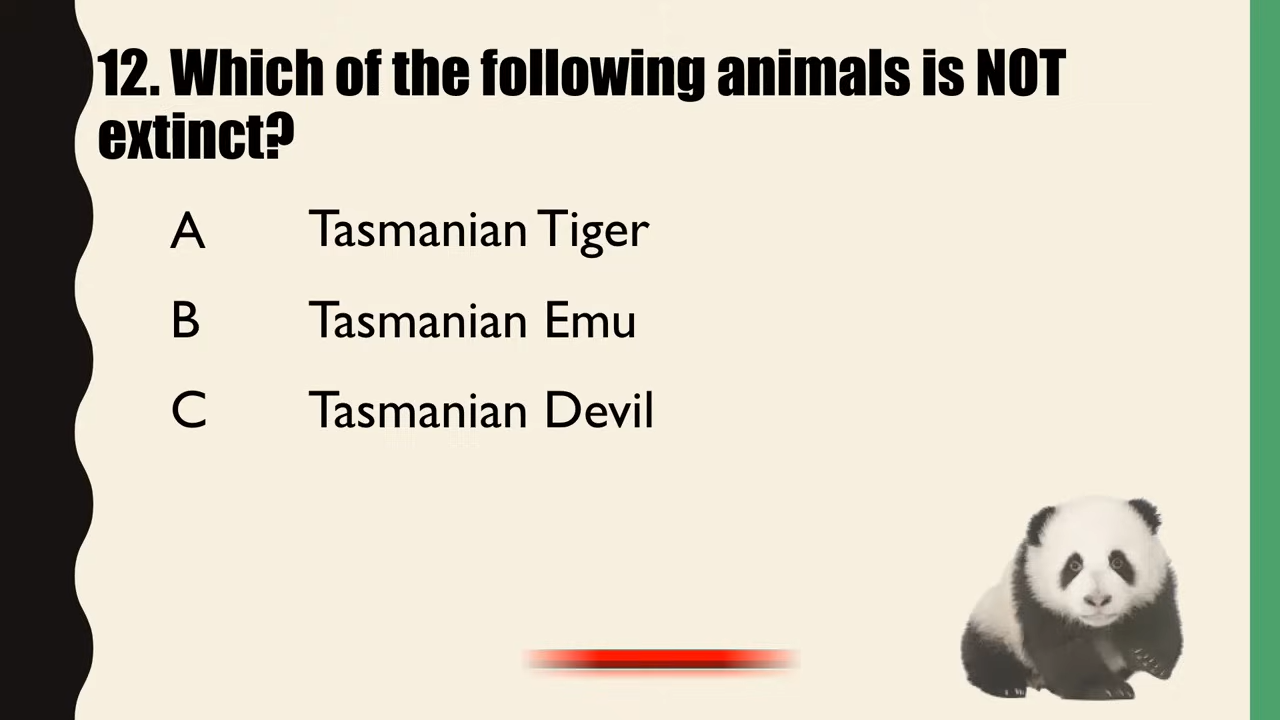 12. Which of the following animals is NOT
extinct?
A Tasmanian Tiger
B Tasmanian Emu
C Tasmanian Devil